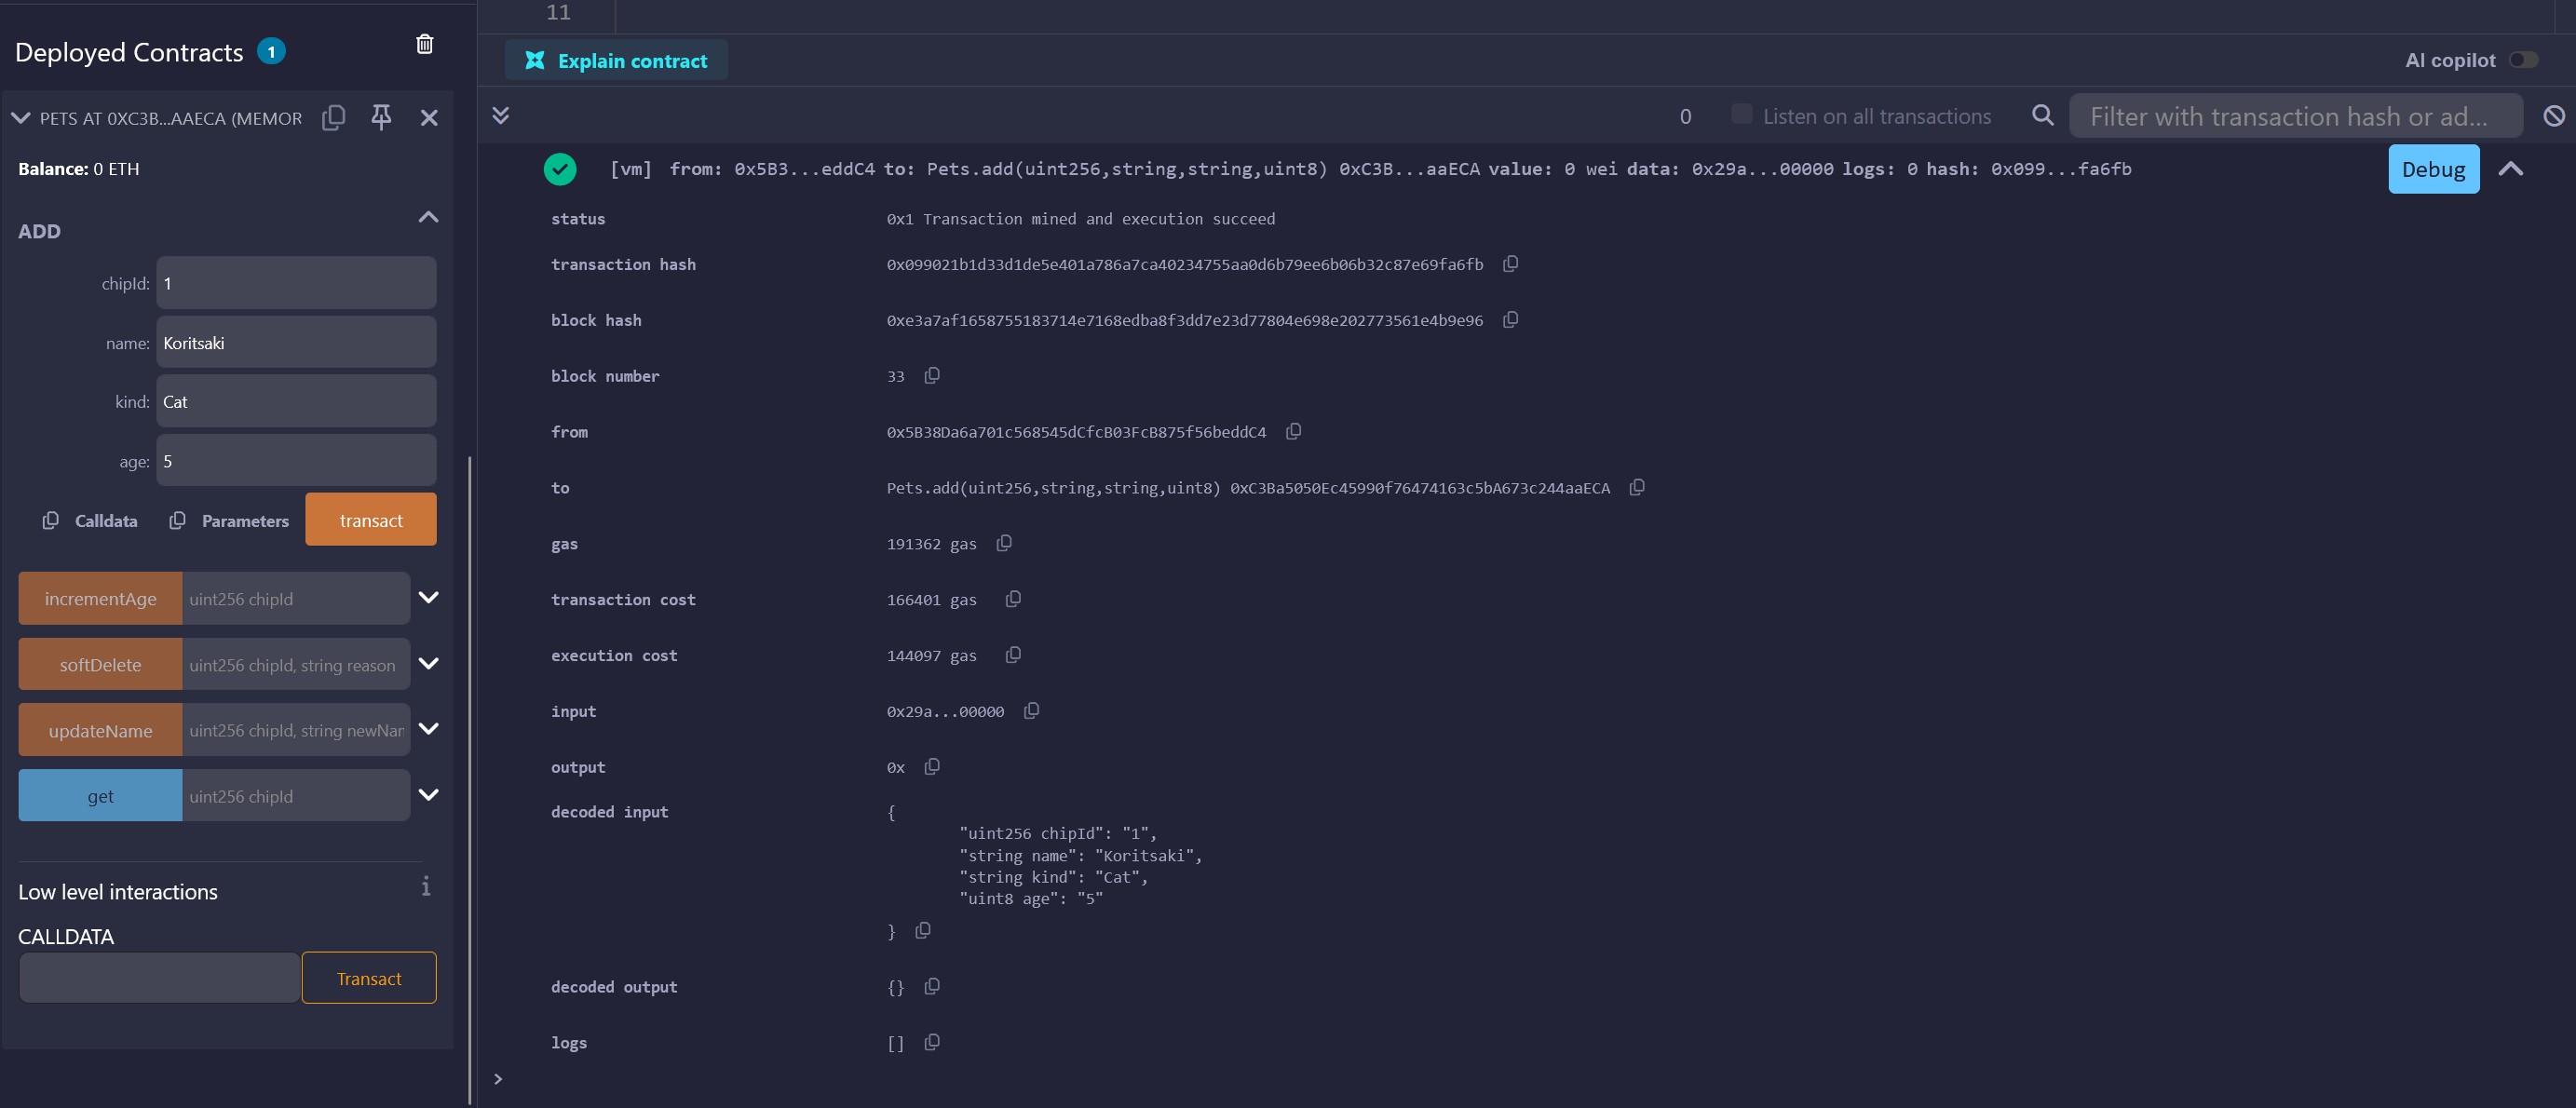 Deployed Contracts 1
PETS AT 0XC3B...AAECA (MEMOR
Balance: 0 ETH
ADD
chipId: 1
name: Koritsaki
kind: Cat
age: 5
Calldata Parameters transact
incrementAge uint256 chipId
softDelete uint256 chipId, string reason
updateName uint256 chipId, string newNar
get uint256 chipId
Low level interactions i
CALLDATA
Transact
11
Explain contract AI copilot
0 Listen on all transactions Filter with transaction hash or ad...
[vm] from: 0x5B3...eddC4 to: Pets.add(uint256,string,string,uint8) 0xC3B...aaECA value: 0 wei data: 0x29a...00000 logs: 0 hash: 0x099...fa6fb Debug
status 0x1 Transaction mined and execution succeed
transaction hash 0x099021b1d33d1de5e401a786a7ca40234755aa0d6b79ee6b06b32c87e69fa6fb
block hash 0xe3a7af1658755183714e7168edba8f3dd7e23d77804e698e202773561e4b9e96
block number 33
from 0x5B38Da6a701c568545dCfcB03FcB875f56beddC4
to Pets.add(uint256,string,string,uint8) 0xC3Ba5050Ec45990f76474163c5bA673c244aaECA
gas 191362 gas
transaction cost 166401 gas
execution cost 144097 gas
input 0x29a...00000
output 0x
decoded input {
"uint256 chipId": "1",
"string name": "Koritsaki",
"string kind": "Cat",
"uint8 age": "5"
}
decoded output {}
logs []
>